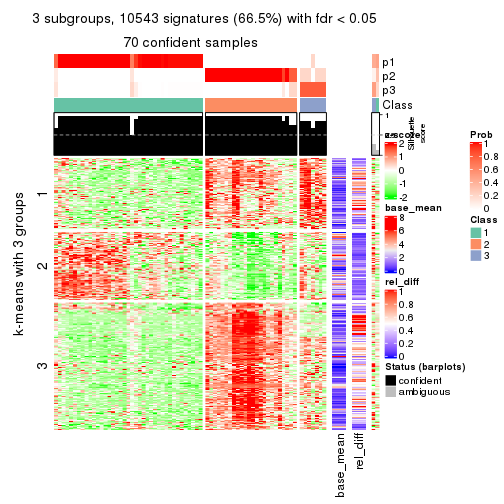 3 subgroups, 10543 signatures (66.5%) with fdr < 0.05
70 confident samples
p1
p2
p3
Class
1
Silhouette
score
z-score
2
1
0
-1
-2
Prob
1
0.8
0.6
0.4
0.2
0
Class
1
2
3
base_mean
8
6
4
2
0
rel_diff
1
0.8
0.6
0.4
0.2
0
Status (barplots)
confident
ambiguous
k-means with 3 groups
1
2
3
base_mean
rel_diff